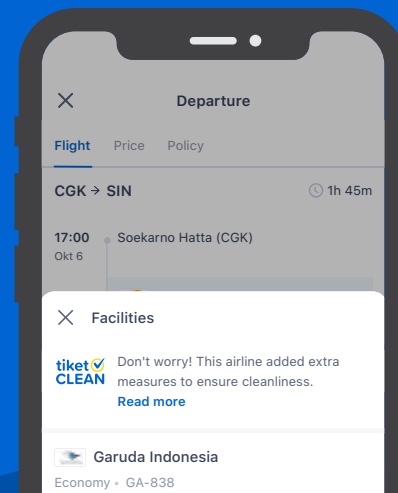 Departure
Flight Price Policy
CGK → SIN 1h 45m
17:00 Soekarno Hatta (CGK)
Okt 6
Facilities
tiket CLEAN
Don't worry! This airline added extra
measures to ensure cleanliness.
Read more
Garuda Indonesia
Economy • GA-838